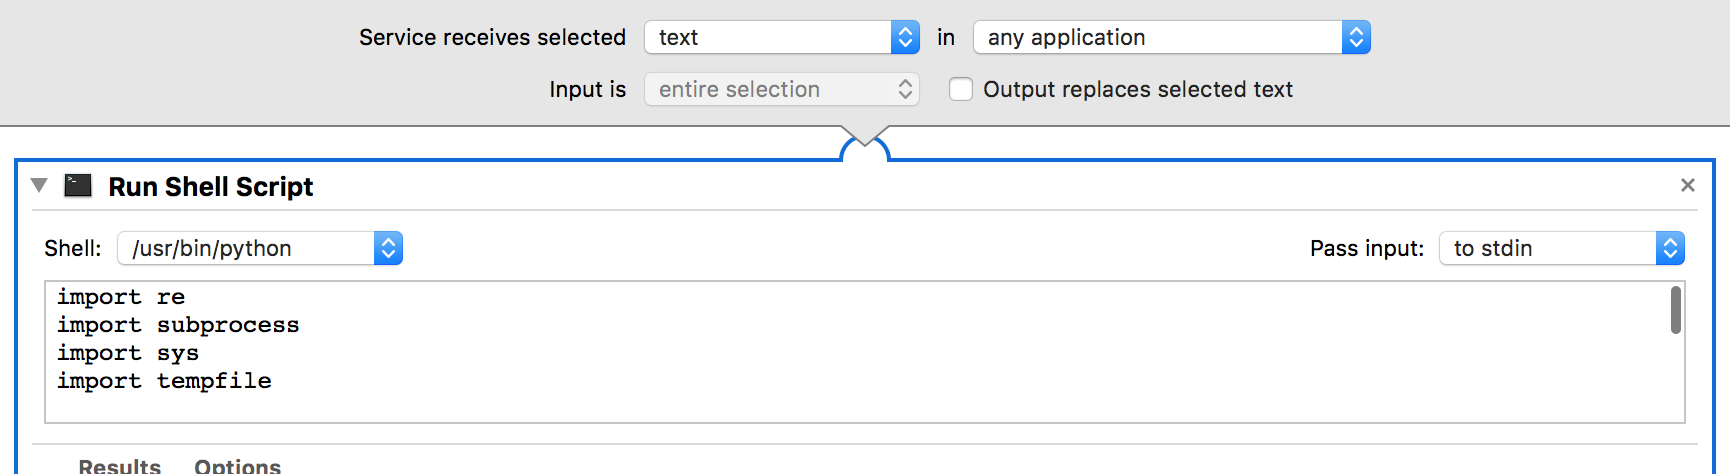 Service receives selected text in any application
Input is entire selection Output replaces selected text
>_
Run Shell Script
Shell: /usr/bin/python Pass input: to stdin
import re
import subprocess
import sys
import tempfile
Results Options